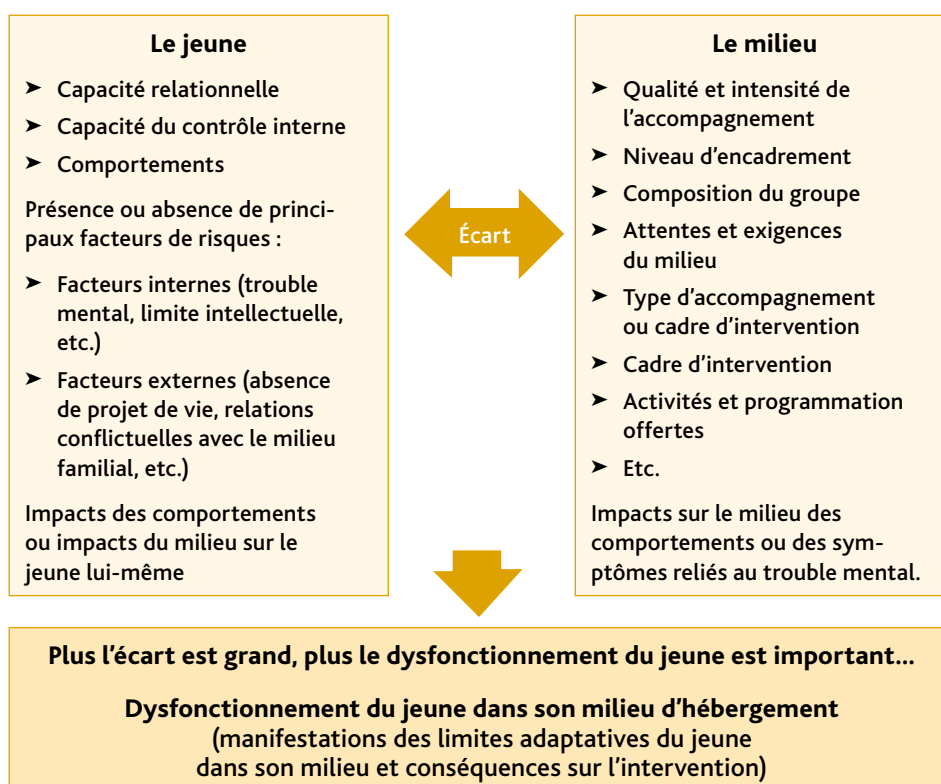 Le jeune
➤ Capacité relationnelle
➤ Capacité du contrôle interne
➤ Comportements
Présence ou absence de princi-
paux facteurs de risques :
➤ Facteurs internes (trouble
mental, limite intellectuelle,
etc.)
➤ Facteurs externes (absence
de projet de vie, relations
conflictuelles avec le milieu
familial, etc.)
Impacts des comportements
ou impacts du milieu sur le
jeune lui-même
Écart
Le milieu
➤ Qualité et intensité de
l’accompagnement
➤ Niveau d’encadrement
➤ Composition du groupe
➤ Attentes et exigences
du milieu
➤ Type d’accompagnement
ou cadre d’intervention
➤ Cadre d’intervention
➤ Activités et programmation
offertes
➤ Etc.
Impacts sur le milieu des
comportements ou des sym-
ptômes reliés au trouble mental.
Plus l’écart est grand, plus le dysfonctionnement du jeune est important...
Dysfonctionnement du jeune dans son milieu d’hébergement
(manifestations des limites adaptatives du jeune
dans son milieu et conséquences sur l’intervention)